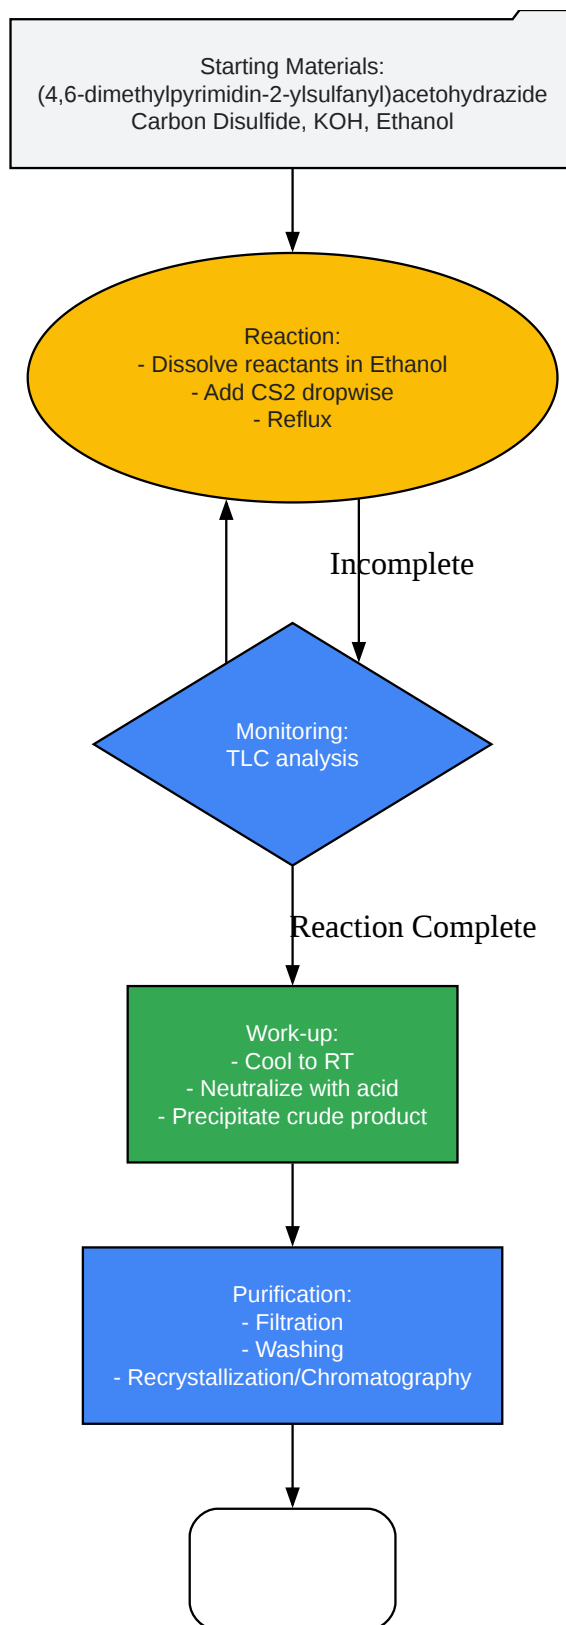 Starting Materials:
(4,6-dimethylpyrimidin-2-ylsulfanyl)acetohydrazide
Carbon Disulfide, KOH, Ethanol
Reaction:
- Dissolve reactants in Ethanol
- Add CS2 dropwise
- Reflux
Incomplete
Monitoring:
TLC analysis
Reaction Complete
Work-up:
- Cool to RT
- Neutralize with acid
- Precipitate crude product
Purification:
- Filtration
- Washing
- Recrystallization/Chromatography